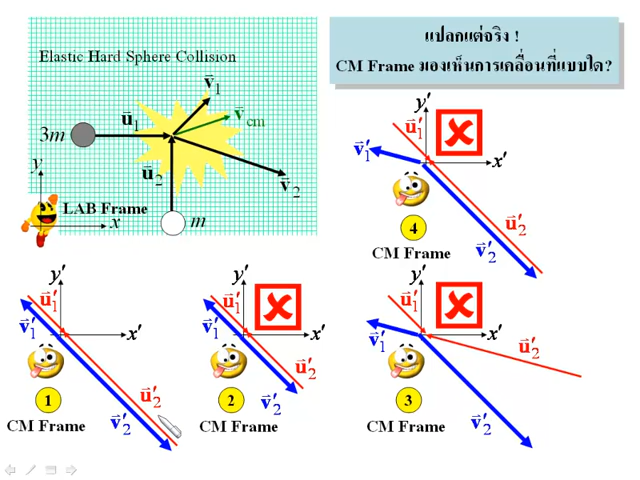 Elastic Hard Sphere Collision
v⃗₁
v⃗cm
u⃗₁
3m
y
u⃗₂
v⃗₂
LAB Frame
x
m
แปลกแต่จริง !
CM Frame มองเห็นการเคลื่อนที่แบบใด?
y′
u⃗′₁
v⃗′₁
x′
u⃗′₂
v⃗′₂
4
CM Frame
y′
u⃗′₁
v⃗′₁
x′
u⃗′₂
v⃗′₂
1
CM Frame
y′
u⃗′₁
v⃗′₁
x′
u⃗′₂
v⃗′₂
2
CM Frame
y′
u⃗′₁
v⃗′₁
x′
u⃗′₂
v⃗′₂
3
CM Frame